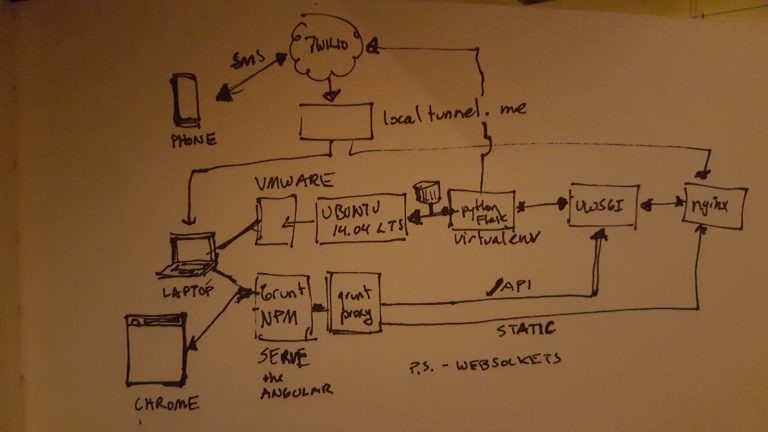 TWILIO
SMS
PHONE
localtunnel.me
VMWARE
UBUNTU
14.04 LTS
python
Flask
virtualenv
UWSGI
nginx
LAPTOP
Grunt
NPM
grunt
proxy
/API
STATIC
SERVE
the
ANGULAR
P.S. - WEBSOCKETS
CHROME